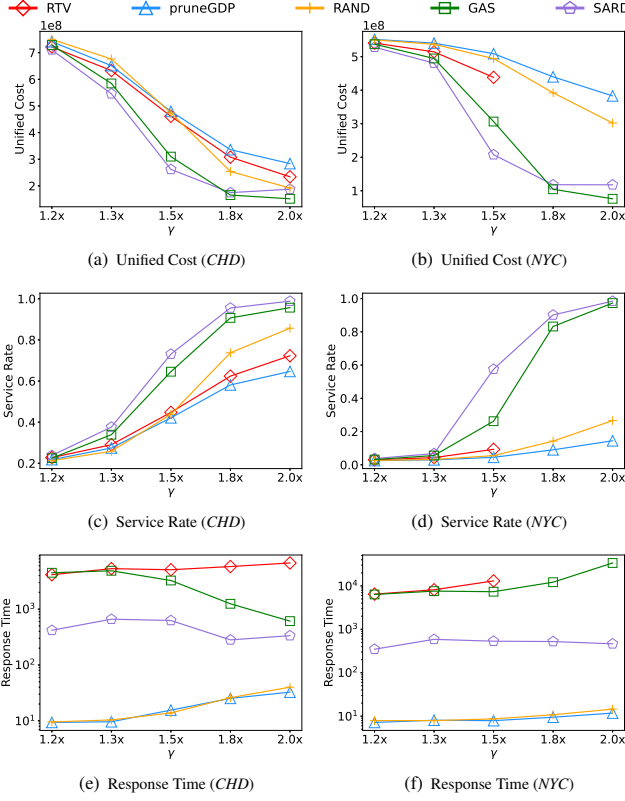 RTV pruneGDP RAND GAS SARD
1e8 1e8
Unified Cost 7 6 5 4 3 2
1.2x 1.3x 1.5x 1.8x 2.0x
γ
Unified Cost 5 4 3 2 1
1.2x 1.3x 1.5x 1.8x 2.0x
γ
(a) Unified Cost (CHD) (b) Unified Cost (NYC)
Service Rate 1.0 0.8 0.6 0.4 0.2
1.2x 1.3x 1.5x 1.8x 2.0x
γ
Service Rate 1.0 0.8 0.6 0.4 0.2 0.0
1.2x 1.3x 1.5x 1.8x 2.0x
γ
(c) Service Rate (CHD) (d) Service Rate (NYC)
Response Time 10³ 10² 10¹
1.2x 1.3x 1.5x 1.8x 2.0x
γ
Response Time 10⁴ 10³ 10² 10¹
1.2x 1.3x 1.5x 1.8x 2.0x
γ
(e) Response Time (CHD) (f) Response Time (NYC)